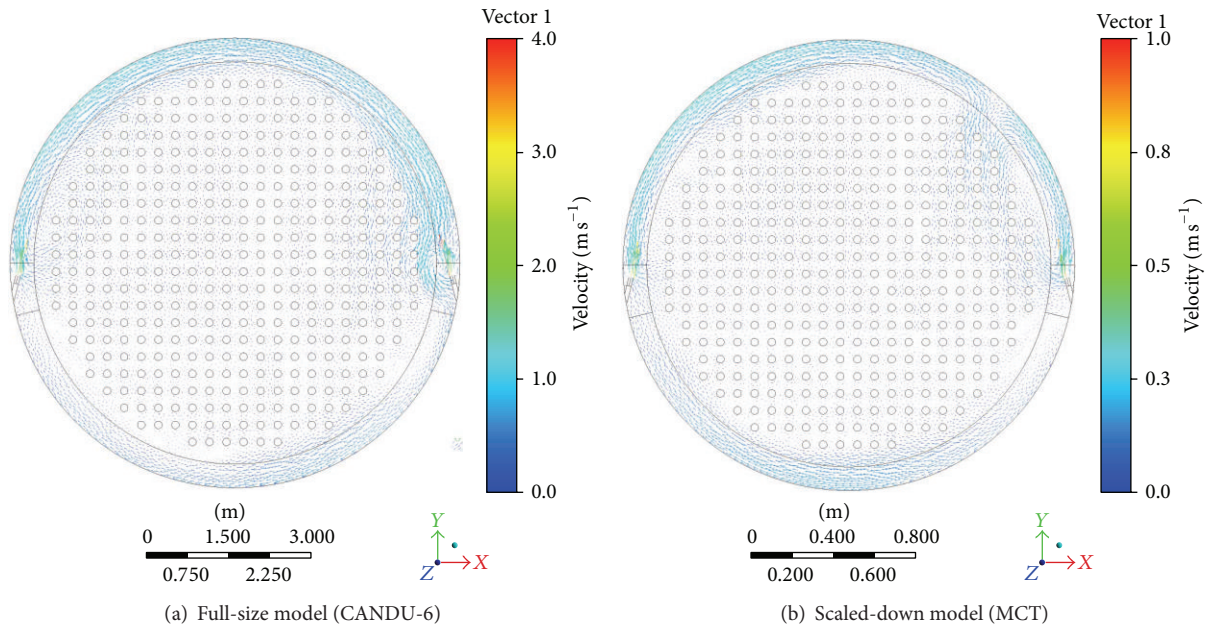 Vector 1
4.0
3.0
2.0
1.0
0.0
Velocity (m s−1)
(m)
0 1.500 3.000
0.750 2.250
Y
X
Z
(a) Full-size model (CANDU-6)
Vector 1
1.0
0.8
0.5
0.3
0.0
Velocity (m s−1)
(m)
0 0.400 0.800
0.200 0.600
Y
X
Z
(b) Scaled-down model (MCT)